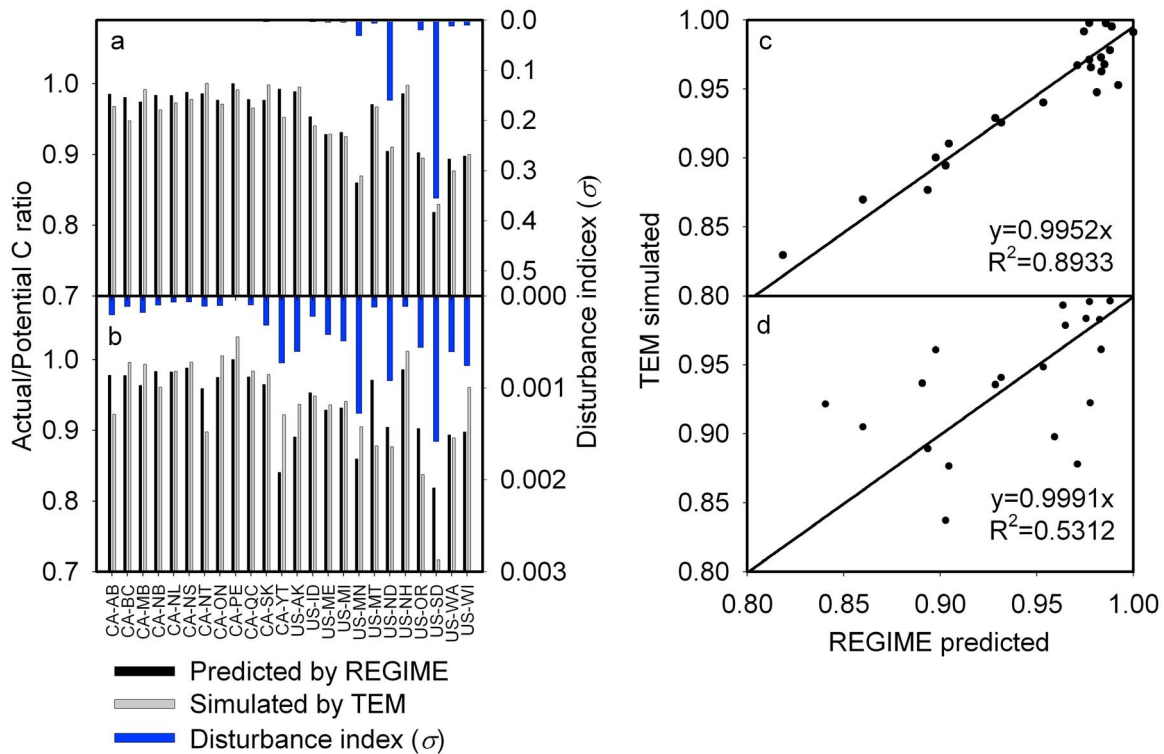 a
1.0
0.9
0.8
0.7
0.0
0.1
0.2
0.3
0.4
0.5
b
1.0
0.9
0.8
0.7
0.000
0.001
0.002
0.003
Actual/Potential C ratio
Disturbance indicex (σ)
CA-AB
CA-BC
CA-MB
CA-NB
CA-NL
CA-NS
CA-NT
CA-ON
CA-PE
CA-QC
CA-SK
CA-YT
US-AK
US-ID
US-ME
US-MI
US-MN
US-MT
US-ND
US-NH
US-OR
US-SD
US-WA
US-WI
Predicted by REGIME
Simulated by TEM
Disturbance index (σ)
c
1.00
0.95
0.90
0.85
0.80
y=0.9952x
R²=0.8933
TEM simulated
d
0.95
0.90
0.85
0.80
y=0.9991x
R²=0.5312
0.80
0.85
0.90
0.95
1.00
REGIME predicted